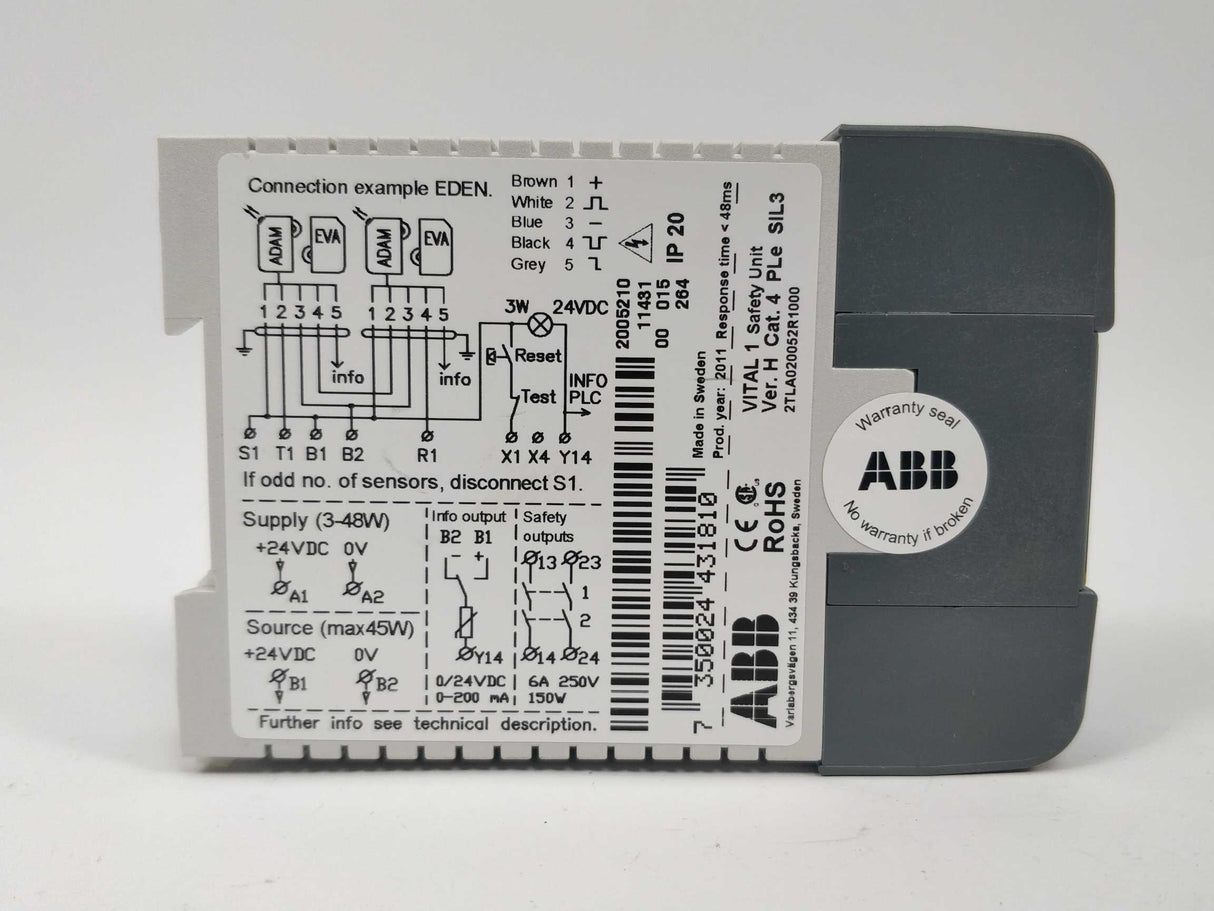 Connection example EDEN.
Brown 1 +
White 2
Blue 3 −
Black 4
Grey 5
ADAM EVA ADAM EVA
1 2 3 4 5 1 2 3 4 5
info info
3W 24VDC
Reset
Test
INFO
PLC
S1 T1 B1 B2 R1 X1 X4 Y14
If odd no. of sensors, disconnect S1.
Supply (3-48W)
+24VDC 0V
A1 A2
Source (max45W)
+24VDC 0V
B1 B2
Info output
B2 B1
− +
Y14
0/24VDC
0-200 mA
Safety
outputs
13 23
1
2
14 24
6A 250V
150W
Further info see technical description.
IP 20
2005210
11431
00 015
264
7 350024 431810
Made in Sweden
Prod. year: 2011 Response time < 48ms
VITAL 1 Safety Unit
Ver. H Cat. 4 PLe SIL3
2TLA020052R1000
CE
RoHS
ABB
Varlabergsvägen 11, 434 39 Kungsbacka, Sweden
Warranty seal
ABB
No warranty if broken